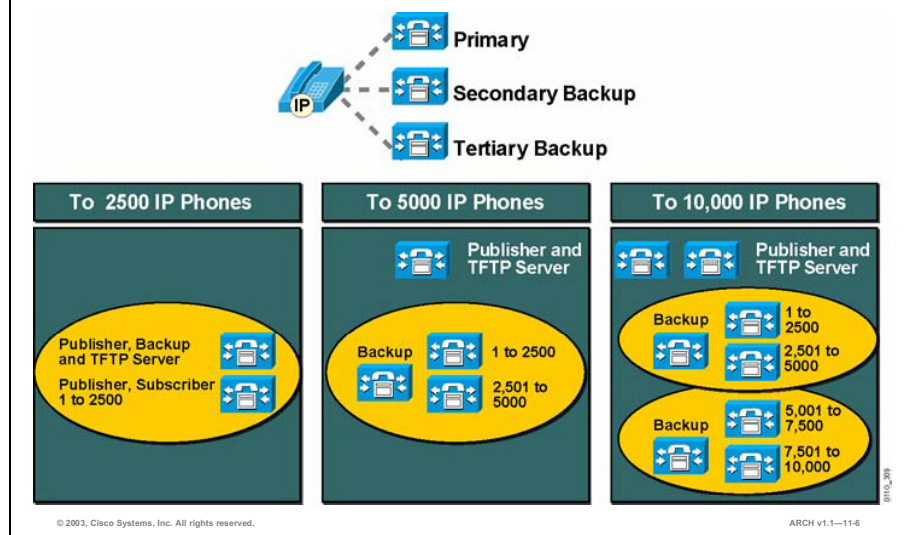 Primary
IP
Secondary Backup
Tertiary Backup
To 2500 IP Phones
Publisher, Backup
and TFTP Server
Publisher, Subscriber
1 to 2500
To 5000 IP Phones
Publisher and
TFTP Server
Backup
1 to 2500
2,501 to
5000
To 10,000 IP Phones
Publisher and
TFTP Server
Backup
1 to
2500
2,501 to
5000
Backup
5,001 to
7,500
7,501 to
10,000
0110_309
© 2003, Cisco Systems, Inc. All rights reserved.
ARCH v1.1—11-6